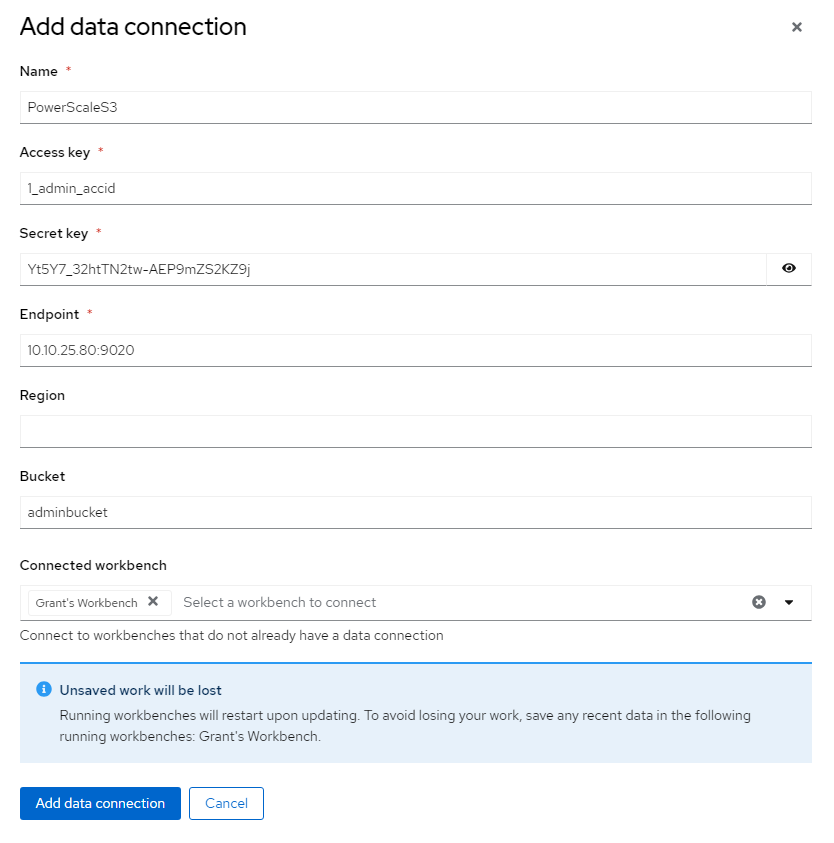 Add data connection
Name *
PowerScaleS3
Access key *
1_admin_accid
Secret key *
Yt5Y7_32htTN2tw-AEP9mZS2KZ9j
Endpoint *
10.10.25.80:9020
Region
Bucket
adminbucket
Connected workbench
Grant's Workbench Select a workbench to connect
Connect to workbenches that do not already have a data connection
Unsaved work will be lost
Running workbenches will restart upon updating. To avoid losing your work, save any recent data in the following
running workbenches: Grant's Workbench.
Add data connection Cancel